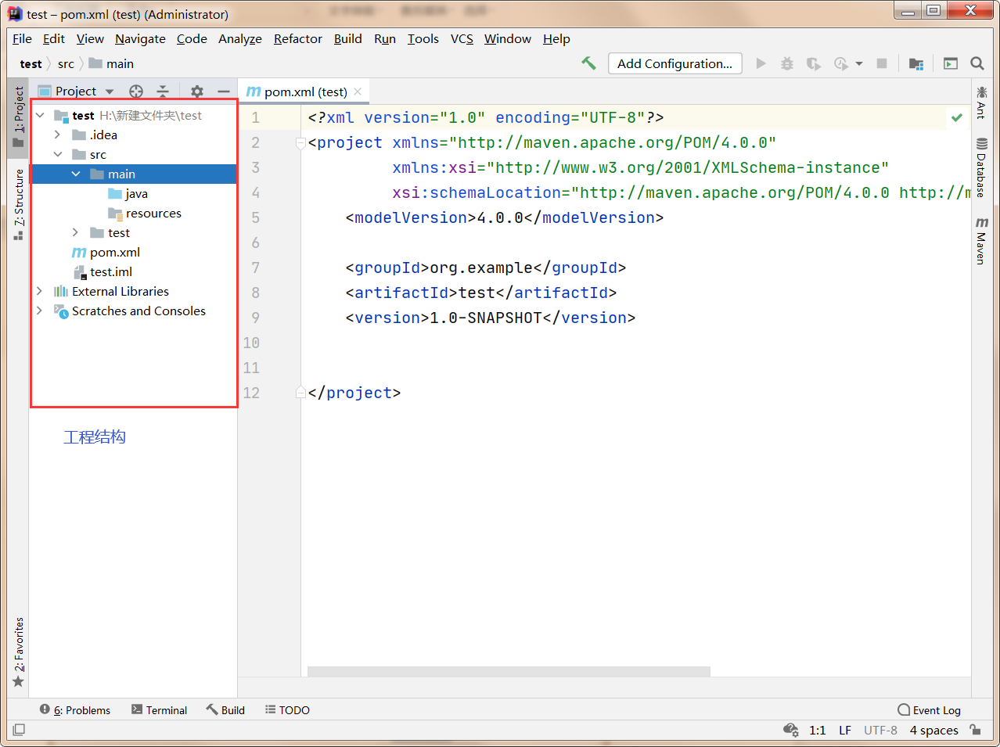 test – pom.xml (test) (Administrator)
File Edit View Navigate Code Analyze Refactor Build Run Tools VCS Window Help
test src main
Add Configuration...
1: Project
7: Structure
2: Favorites
Project
test H:\新建文件夹\test
.idea
src
main
java
resources
test
pom.xml
test.iml
External Libraries
Scratches and Consoles
工程结构
pom.xml (test)
1 <?xml version="1.0" encoding="UTF-8"?>
2 <project xmlns="http://maven.apache.org/POM/4.0.0"
3 xmlns:xsi="http://www.w3.org/2001/XMLSchema-instance"
4 xsi:schemaLocation="http://maven.apache.org/POM/4.0.0 http://m
5 <modelVersion>4.0.0</modelVersion>
6
7 <groupId>org.example</groupId>
8 <artifactId>test</artifactId>
9 <version>1.0-SNAPSHOT</version>
10
11
12 </project>
Ant
Database
Maven
6: Problems Terminal Build TODO Event Log
1:1 LF UTF-8 4 spaces